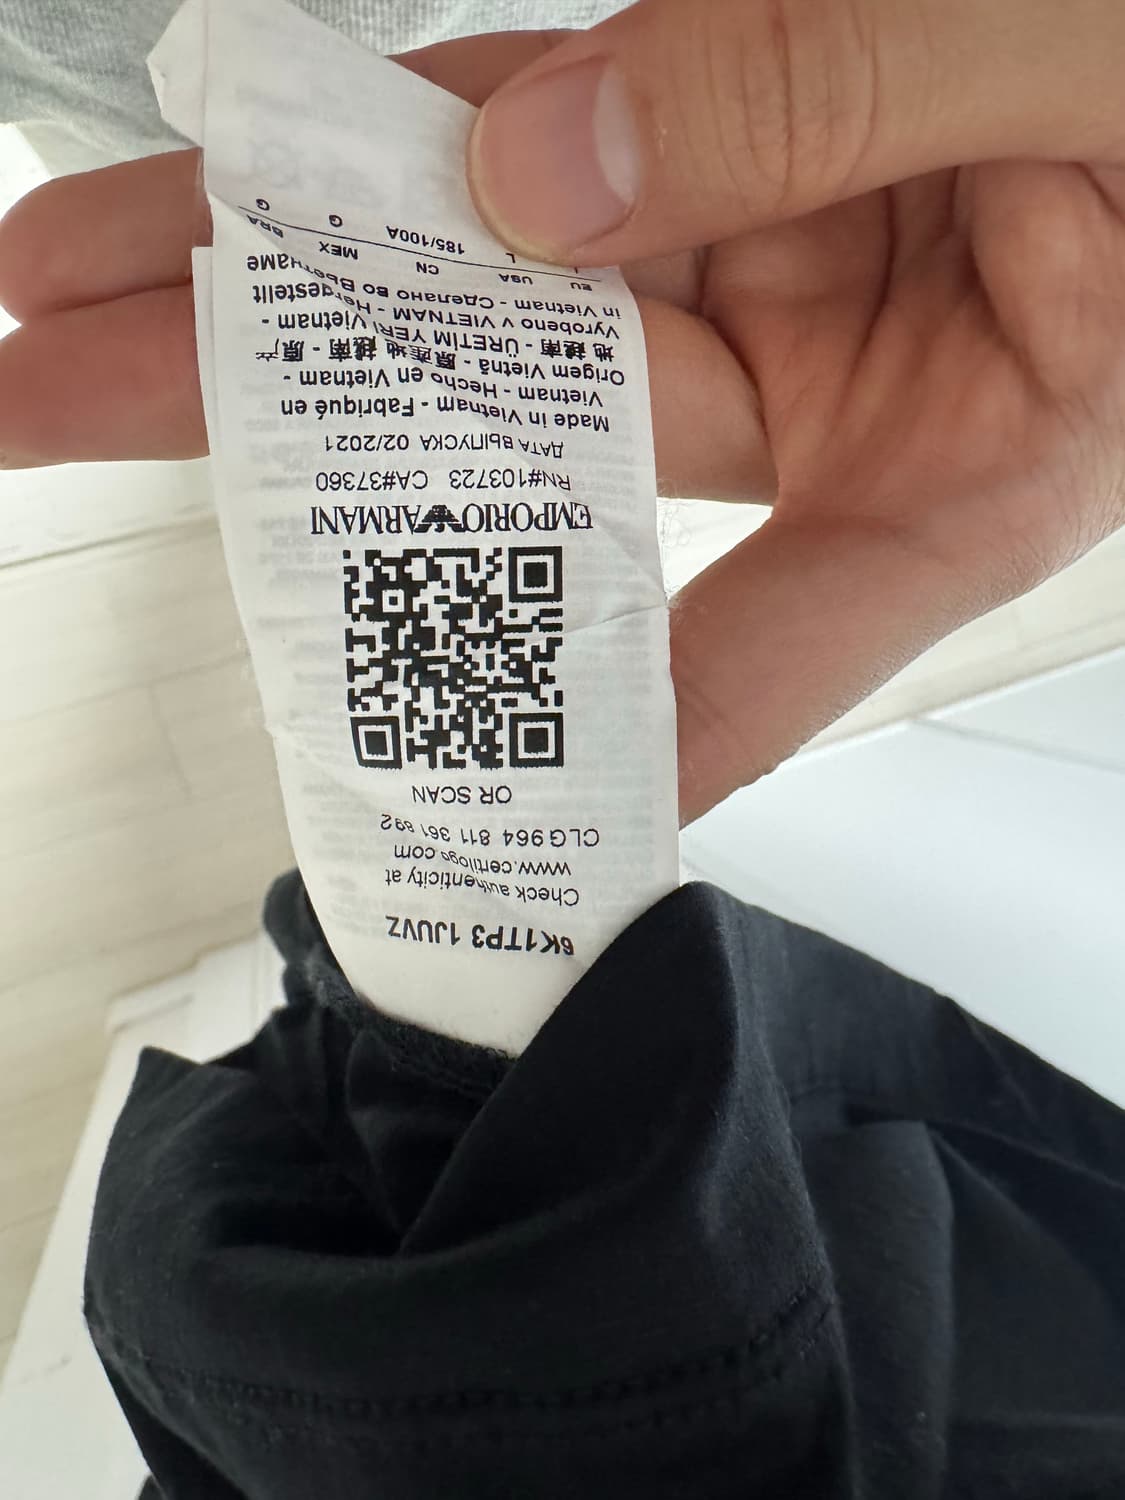 6K1TP3 1JUVZ
Check authenticity at
www.certilogo.com
CLG 964 811 361 892
OR SCAN
EMPORIO ARMANI
RN#103723 CA#37360
ДАТА ВЫПУСКА 02/2021
Made in Vietnam - Fabriqué en
Vietnam - Hecho en Vietnam -
Origem Vietnã - 原產地 越南 - 原产
地 越南 - ÜRETİM YERİ Vietnam -
Vyrobeno v VIETNAM - Hergestellt
in Vietnam - Сделано во Вьетнаме
EU USA CN MEX BRA
L L 185/100A G G